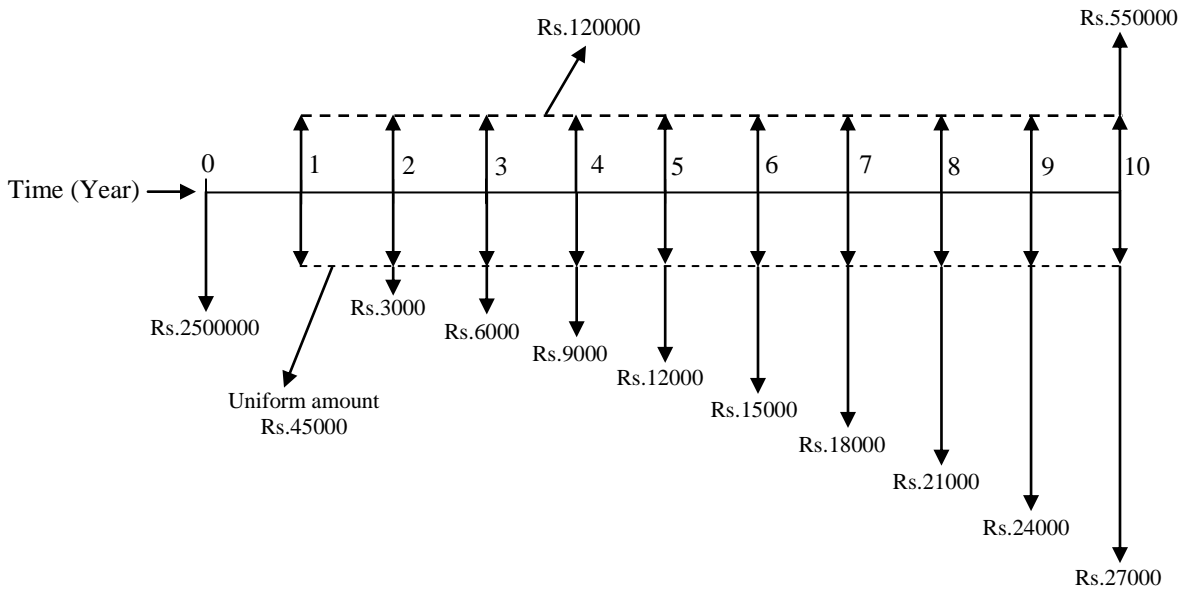 Rs.550000
Rs.120000
0 1 2 3 4 5 6 7 8 9 10
Time (Year)
Rs.2500000
Rs.3000
Rs.6000
Rs.9000
Rs.12000
Rs.15000
Rs.18000
Rs.21000
Rs.24000
Rs.27000
Uniform amount
Rs.45000